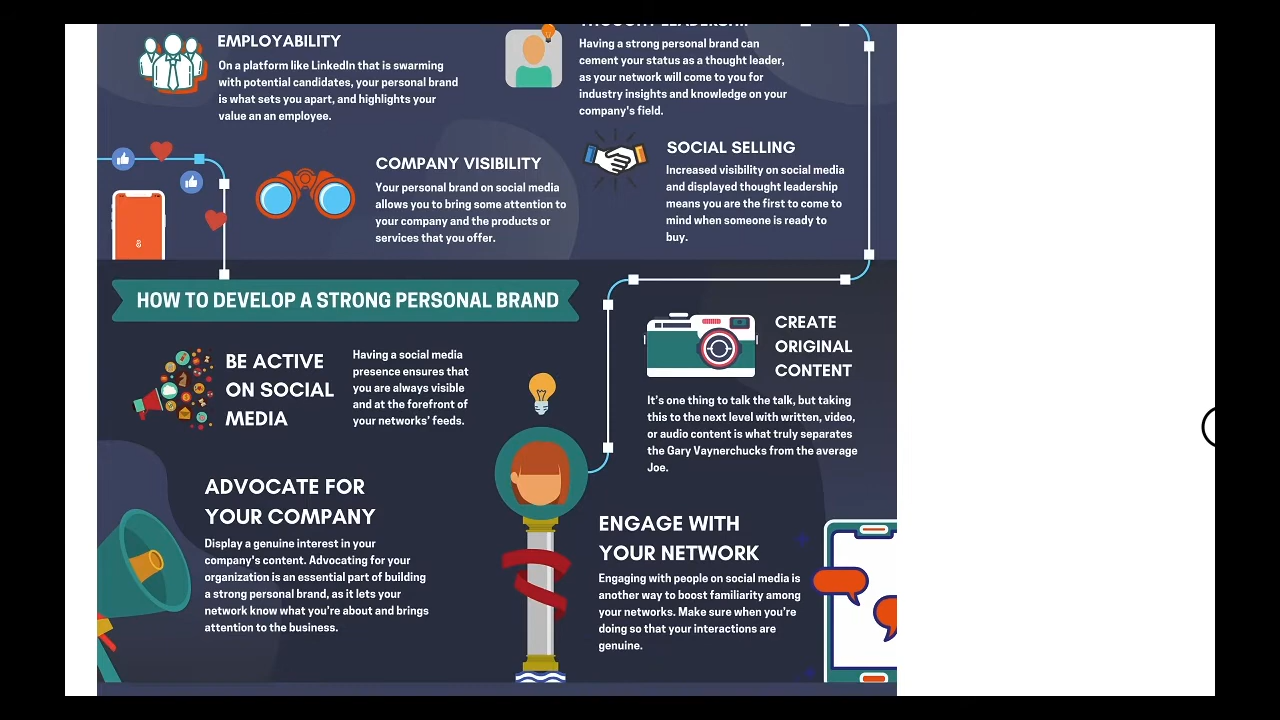 THOUGHT LEADERSHIP
EMPLOYABILITY
On a platform like LinkedIn that is swarming
with potential candidates, your personal brand
is what sets you apart, and highlights your
value an an employee.
Having a strong personal brand can
cement your status as a thought leader,
as your network will come to you for
industry insights and knowledge on your
company's field.
COMPANY VISIBILITY
Your personal brand on social media
allows you to bring some attention to
your company and the products or
services that you offer.
SOCIAL SELLING
Increased visibility on social media
and displayed thought leadership
means you are the first to come to
mind when someone is ready to
buy.
HOW TO DEVELOP A STRONG PERSONAL BRAND
BE ACTIVE
ON SOCIAL
MEDIA
Having a social media
presence ensures that
you are always visible
and at the forefront of
your networks' feeds.
CREATE
ORIGINAL
CONTENT
It's one thing to talk the talk, but taking
this to the next level with written, video,
or audio content is what truly separates
the Gary Vaynerchucks from the average
Joe.
ADVOCATE FOR
YOUR COMPANY
Display a genuine interest in your
company's content. Advocating for your
organization is an essential part of building
a strong personal brand, as it lets your
network know what you're about and brings
attention to the business.
ENGAGE WITH
YOUR NETWORK
Engaging with people on social media is
another way to boost familiarity among
your networks. Make sure when you're
doing so that your interactions are
genuine.